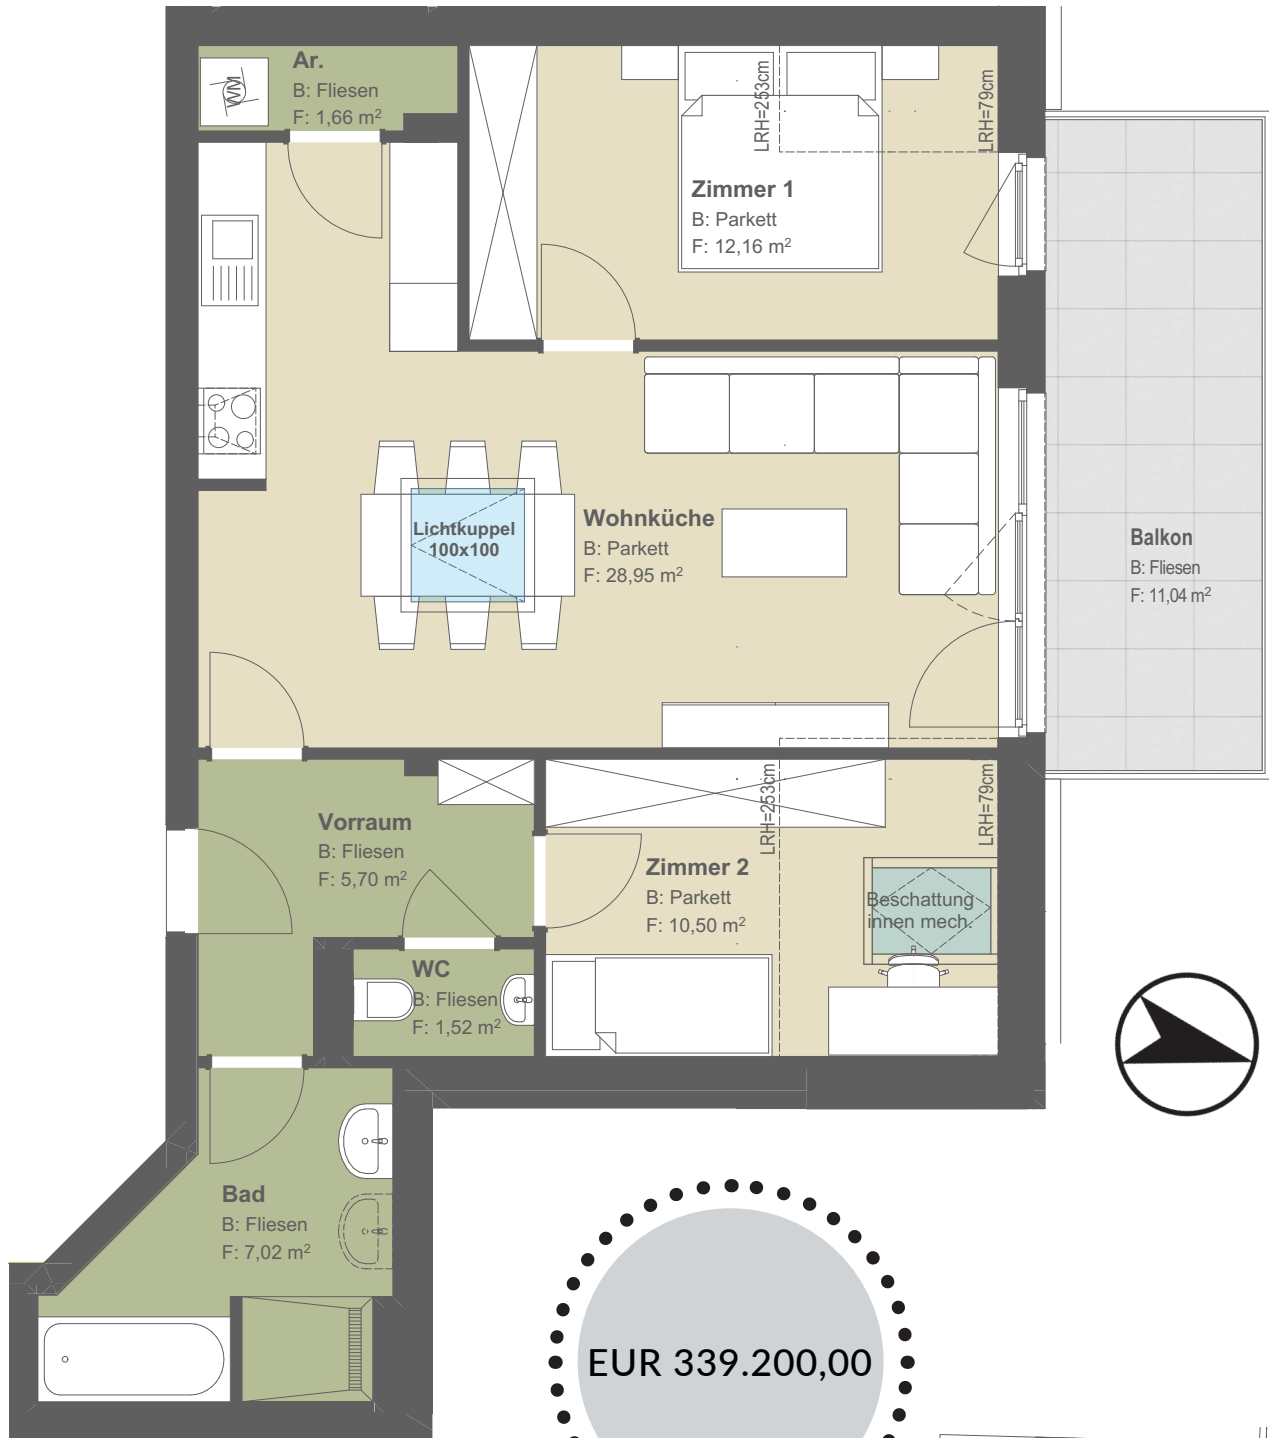 Ar.
B: Fliesen
F: 1,66 m²
WM
LRH=253cm
LRH=79cm
Zimmer 1
B: Parkett
F: 12,16 m²
Lichtkuppel
100x100
Wohnküche
B: Parkett
F: 28,95 m²
Balkon
B: Fliesen
F: 11,04 m²
Vorraum
B: Fliesen
F: 5,70 m²
LRH=253cm
LRH=79cm
Zimmer 2
B: Parkett
F: 10,50 m²
Beschattung
innen mech.
WC
B: Fliesen
F: 1,52 m²
Bad
B: Fliesen
F: 7,02 m²
EUR 339.200,00